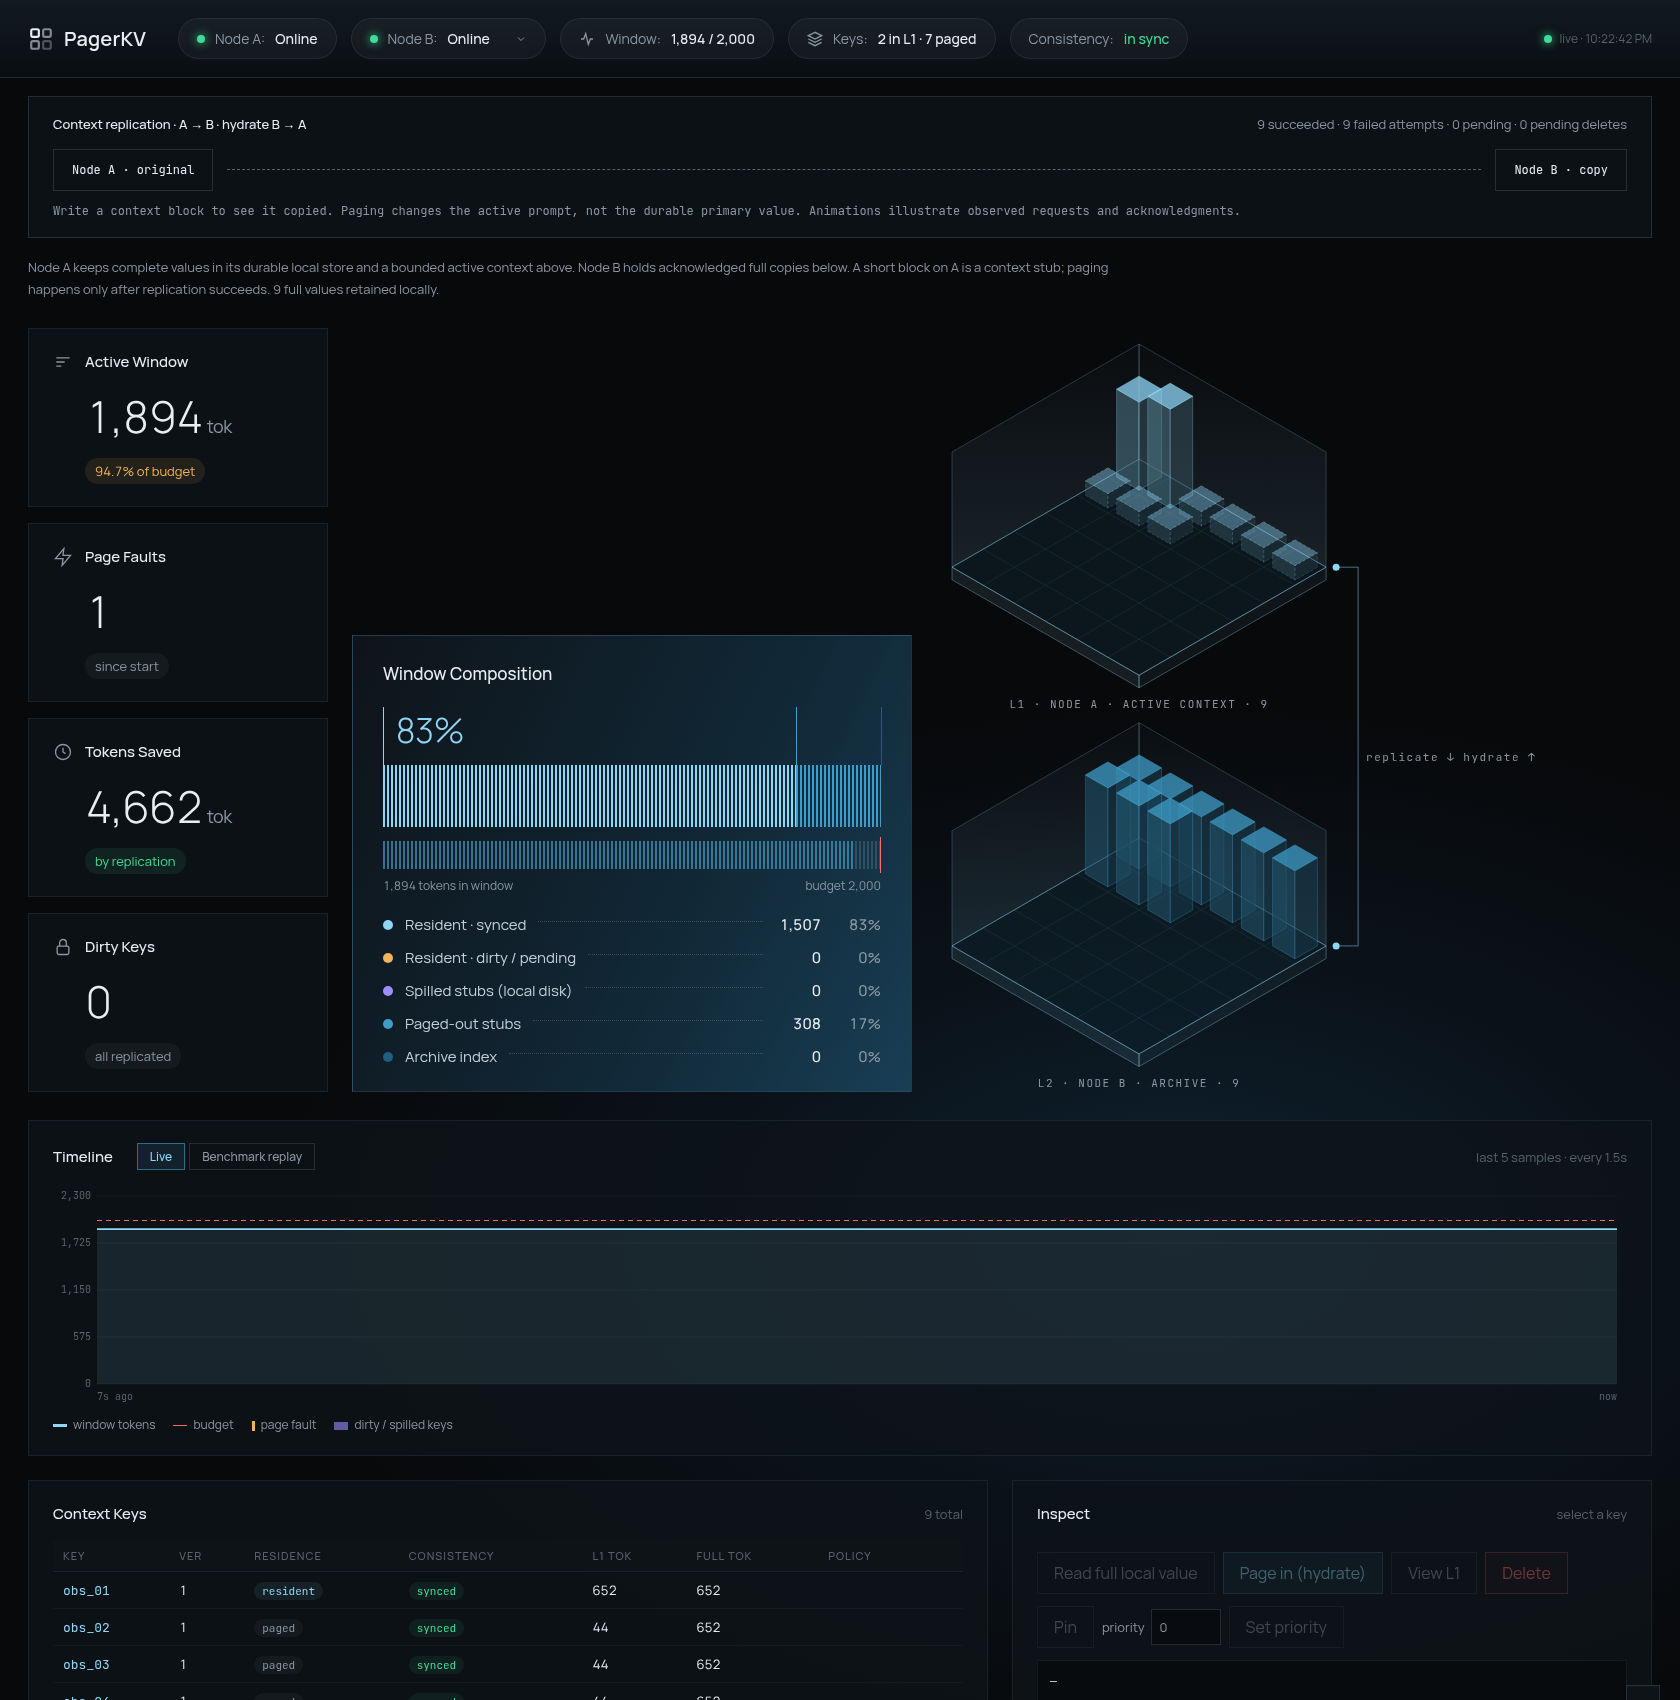 PagerKV
Node A: Online
Node B: Online
Window: 1,894 / 2,000
Keys: 2 in L1 · 7 paged
Consistency: in sync
live · 10:22:42 PM
Context replication · A → B · hydrate B → A
9 succeeded · 9 failed attempts · 0 pending · 0 pending deletes
Node A · original
Node B · copy
Write a context block to see it copied. Paging changes the active prompt, not the durable primary value. Animations illustrate observed requests and acknowledgments.
Node A keeps complete values in its durable local store and a bounded active context above. Node B holds acknowledged full copies below. A short block on A is a context stub; paging
happens only after replication succeeds. 9 full values retained locally.
Active Window
1,894 tok
94.7% of budget
Page Faults
1
since start
Tokens Saved
4,662 tok
by replication
Dirty Keys
0
all replicated
Window Composition
83%
1,894 tokens in window
budget 2,000
Resident · synced 1,507 83%
Resident · dirty / pending 0 0%
Spilled stubs (local disk) 0 0%
Paged-out stubs 308 17%
Archive index 0 0%
L1 · NODE A · ACTIVE CONTEXT · 9
replicate ↓ hydrate ↑
L2 · NODE B · ARCHIVE · 9
Timeline
Live
Benchmark replay
last 5 samples · every 1.5s
2,300
1,725
1,150
575
0
7s ago
now
window tokens
budget
page fault
dirty / spilled keys
Context Keys
9 total
KEY VER RESIDENCE CONSISTENCY L1 TOK FULL TOK POLICY
obs_01 1 resident synced 652 652
obs_02 1 paged synced 44 652
obs_03 1 paged synced 44 652
Inspect
select a key
Read full local value
Page in (hydrate)
View L1
Delete
Pin
priority
0
Set priority
—